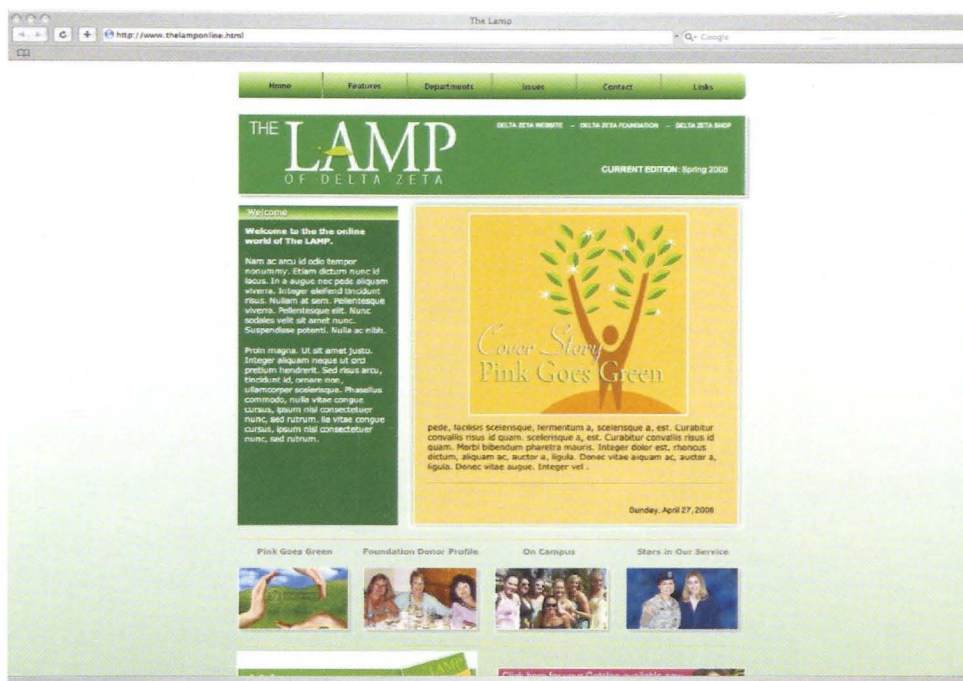 The Lamp
http://www.thelamponline.html
Google
Home Features Departments Issues Contact Links
DELTA ZETA WEBSITE – DELTA ZETA FOUNDATION – DELTA ZETA SHOP
THE LAMP
OF DELTA ZETA
CURRENT EDITION: Spring 2008
Welcome
Welcome to the the online
world of The LAMP.
Nam ac arcu id odio tempor
nonummy. Etiam dictum nunc id
lacus. In a augue nec pede aliquam
viverra. Integer eleifend tincidunt
risus. Nullam at sem. Pellentesque
viverra. Pellentesque elit. Nunc
sodales velit sit amet nunc.
Suspendisse potenti. Nulla ac nibh.
Proin magna. Ut sit amet justo.
Integer aliquam neque ut orci
pretium hendrerit. Sed risus arcu,
tincidunt id, ornare non,
ullamcorper scelerisque. Phasellus
commodo, nulla vitae congue
cursus, ipsum nisl consectetuer
nunc, sed rutrum. lla vitae congue
cursus, ipsum nisl consectetuer
nunc, sed rutrum.
Cover Story
Pink Goes Green
pede, facilisis scelerisque, fermentum a, scelerisque a, est. Curabitur
convallis risus id quam. scelerisque a, est. Curabitur convallis risus id
quam. Morbi bibendum pharetra mauris. Integer dolor est, rhoncus
dictum, aliquam ac, auctor a, ligula. Donec vitae aiquam ac, auctor a,
ligula. Donec vitae augue. Integer vel .
Sunday, April 27, 2008
Pink Goes Green Foundation Donor Profile On Campus Stars in Our Service
LAMP